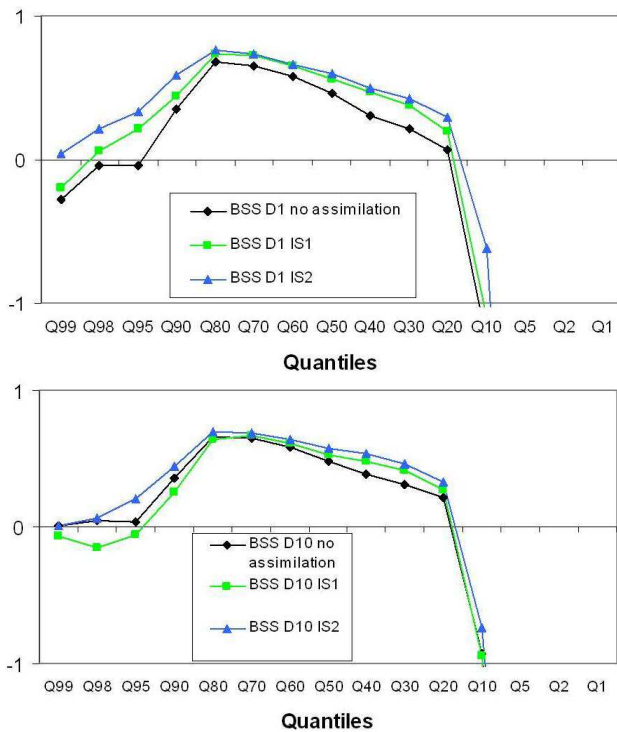 1
0
BSS D1 no assimilation
BSS D1 IS1
BSS D1 IS2
-1
Q99 Q98 Q95 Q90 Q80 Q70 Q60 Q50 Q40 Q30 Q20 Q10 Q5 Q2 Q1
Quantiles
1
0
BSS D10 no
assimilation
BSS D10 IS1
BSS D10 IS2
-1
Q99 Q98 Q95 Q90 Q80 Q70 Q60 Q50 Q40 Q30 Q20 Q10 Q5 Q2 Q1
Quantiles